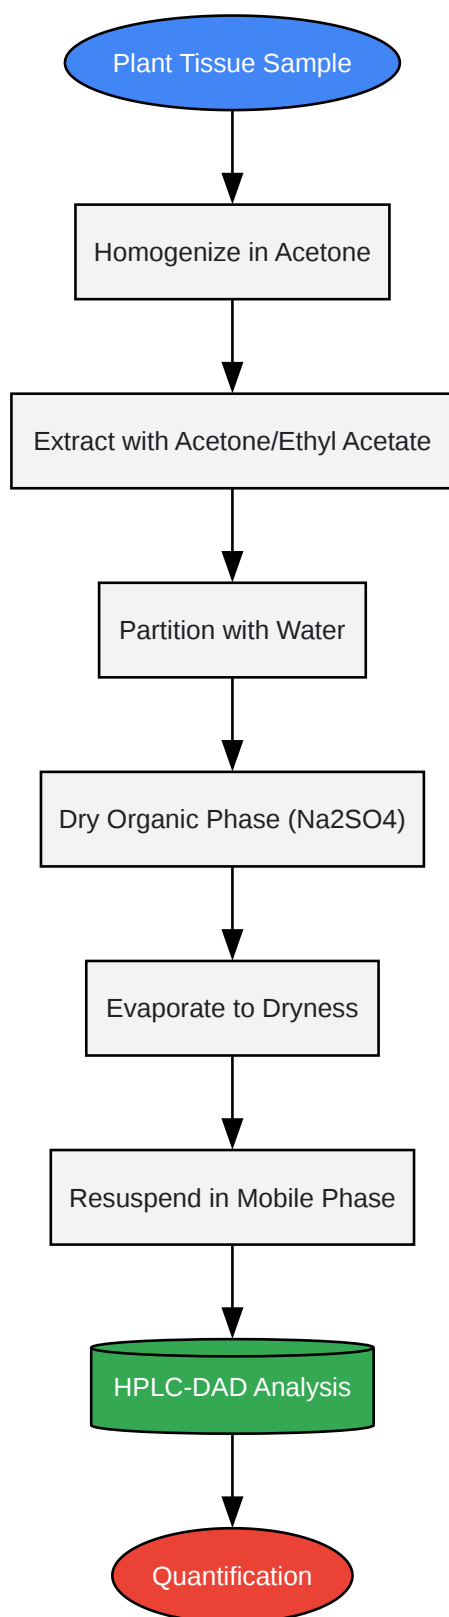 Plant Tissue Sample
Homogenize in Acetone
Extract with Acetone/Ethyl Acetate
Partition with Water
Dry Organic Phase (Na2SO4)
Evaporate to Dryness
Resuspend in Mobile Phase
HPLC-DAD Analysis
Quantification